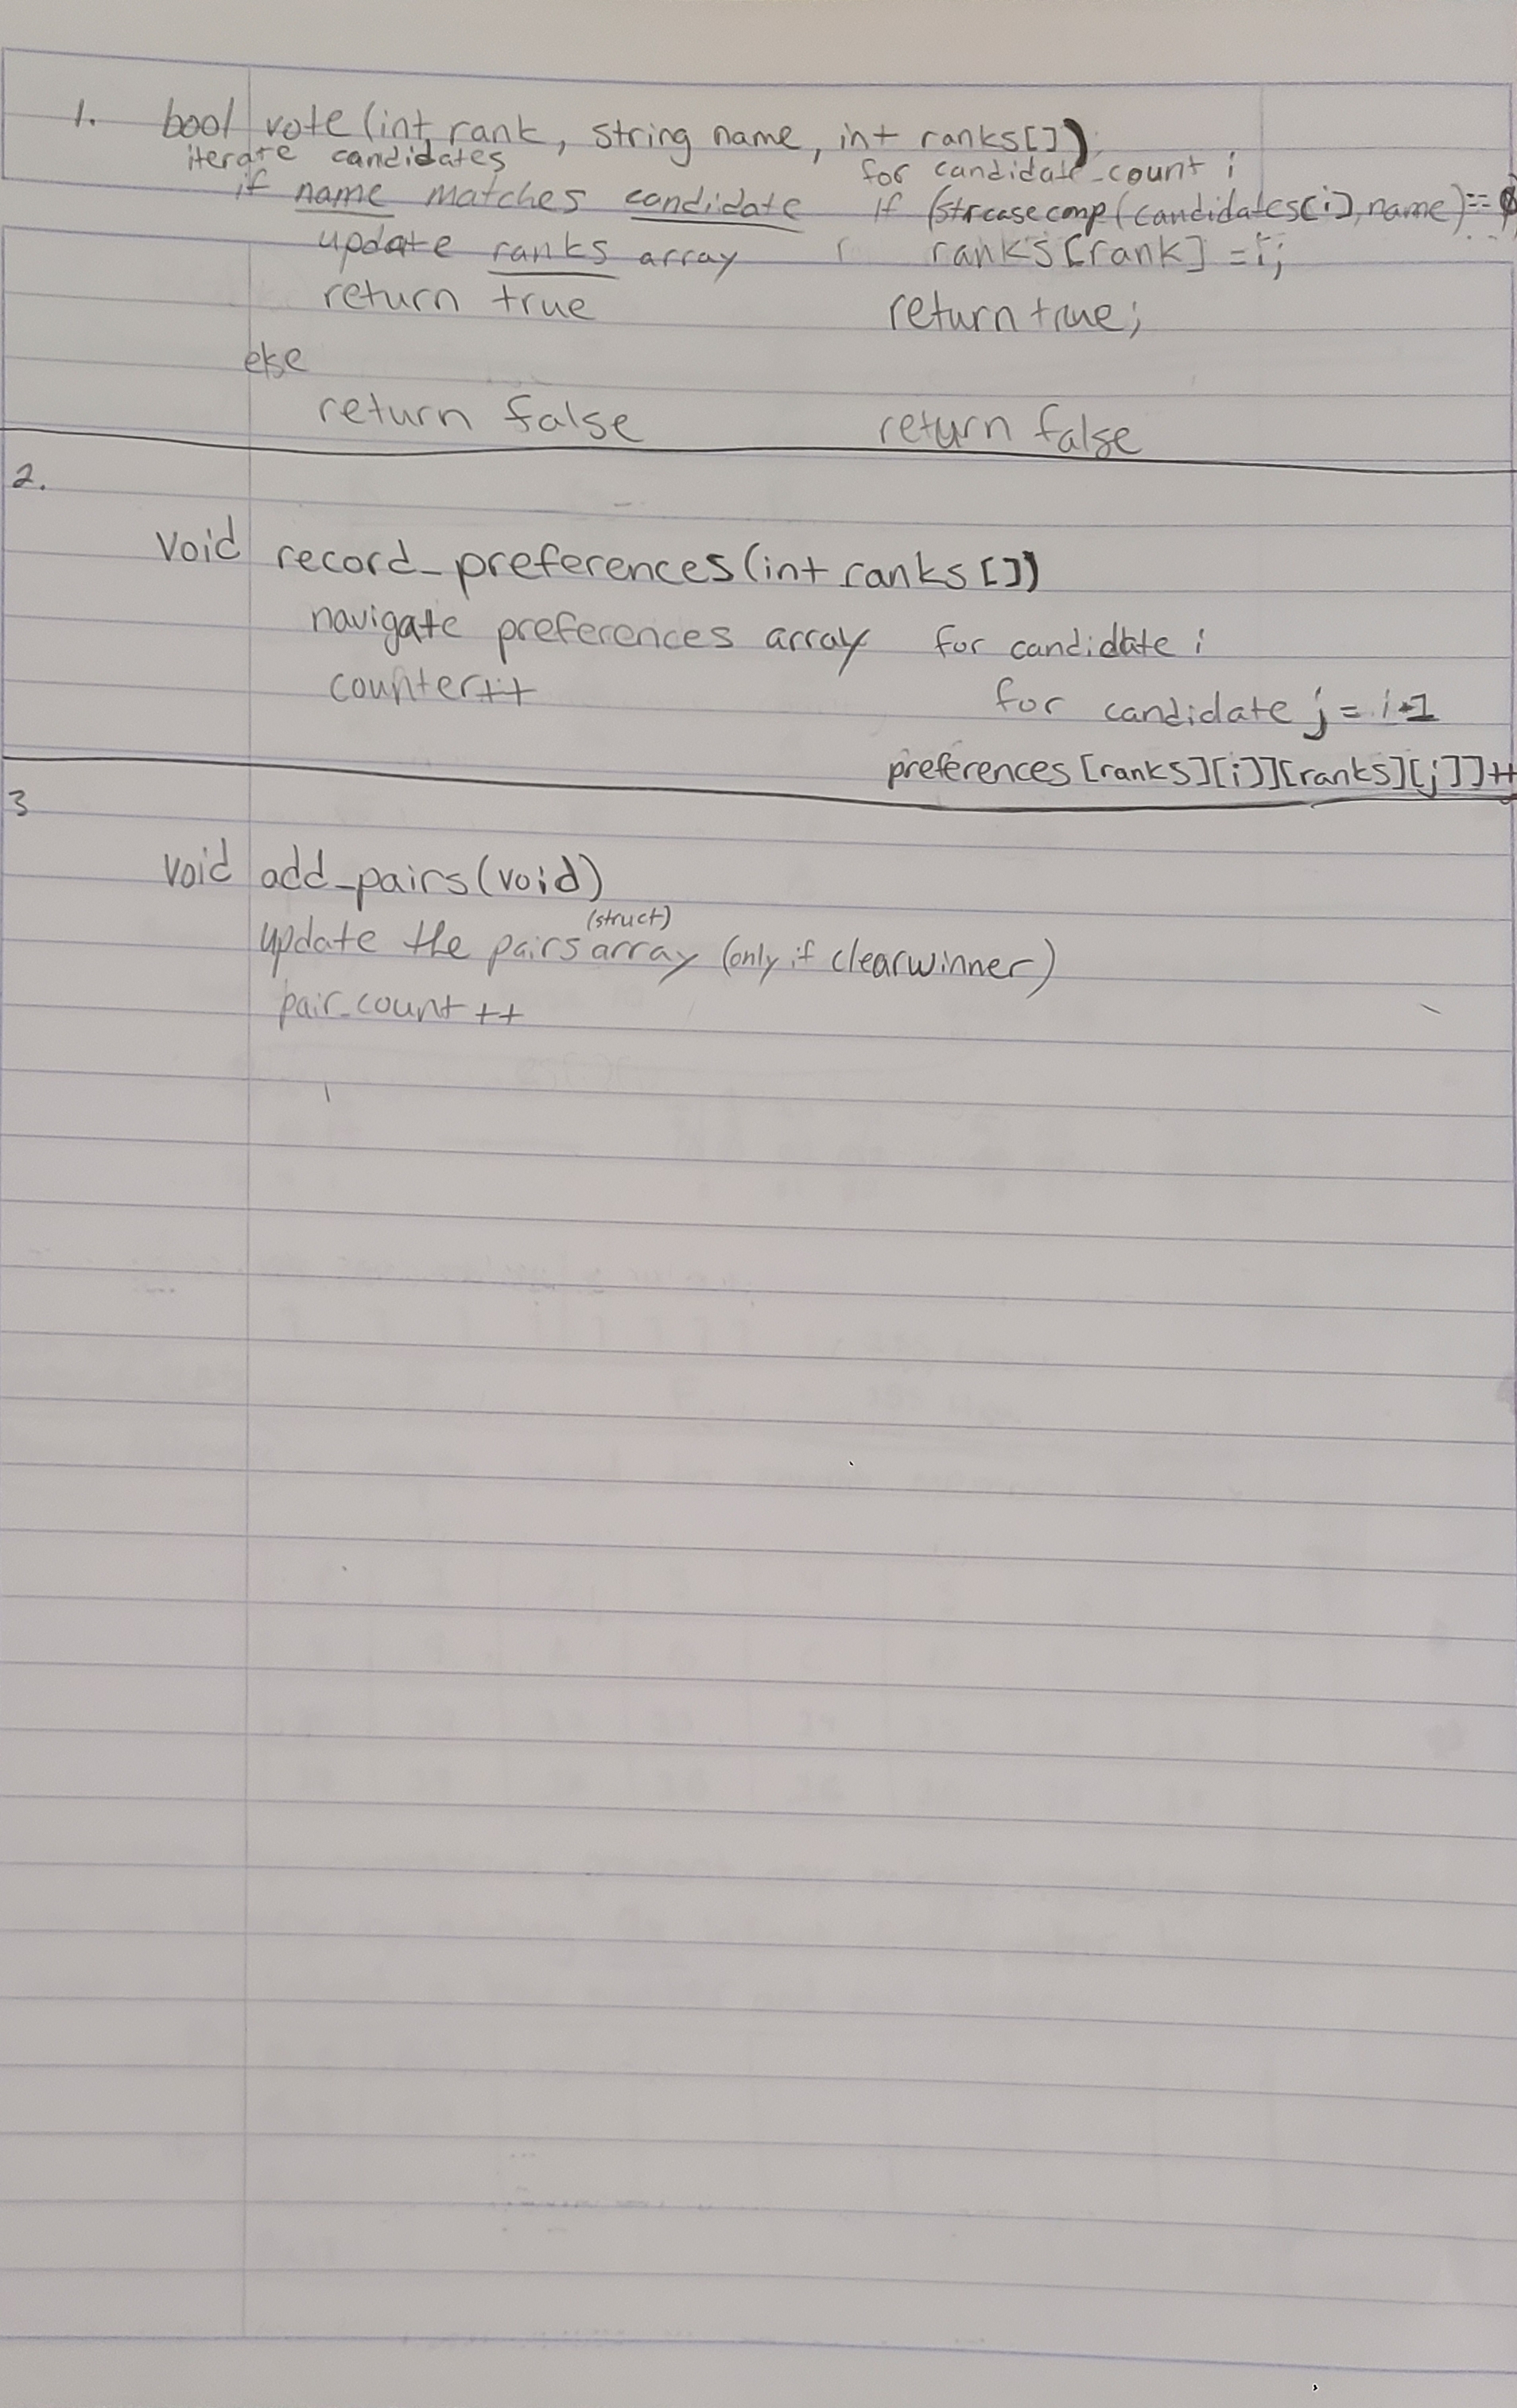 1. bool vote (int rank, string name, int ranks[])
iterate candidates for candidate_count i
if name matches candidate If (strcasecomp(candidates[i], name) == 0
update ranks array ranks[rank] = i;
return true return true;
else
return false return false
2.
void record_preferences(int ranks [])
navigate preferences array for candidate i
counter++ for candidate j =
preferences [ranks][i]][ranks][j]]++
3
void add_pairs(void)
(struct)
update the pairs array (only if clearwinner)
pair_count ++